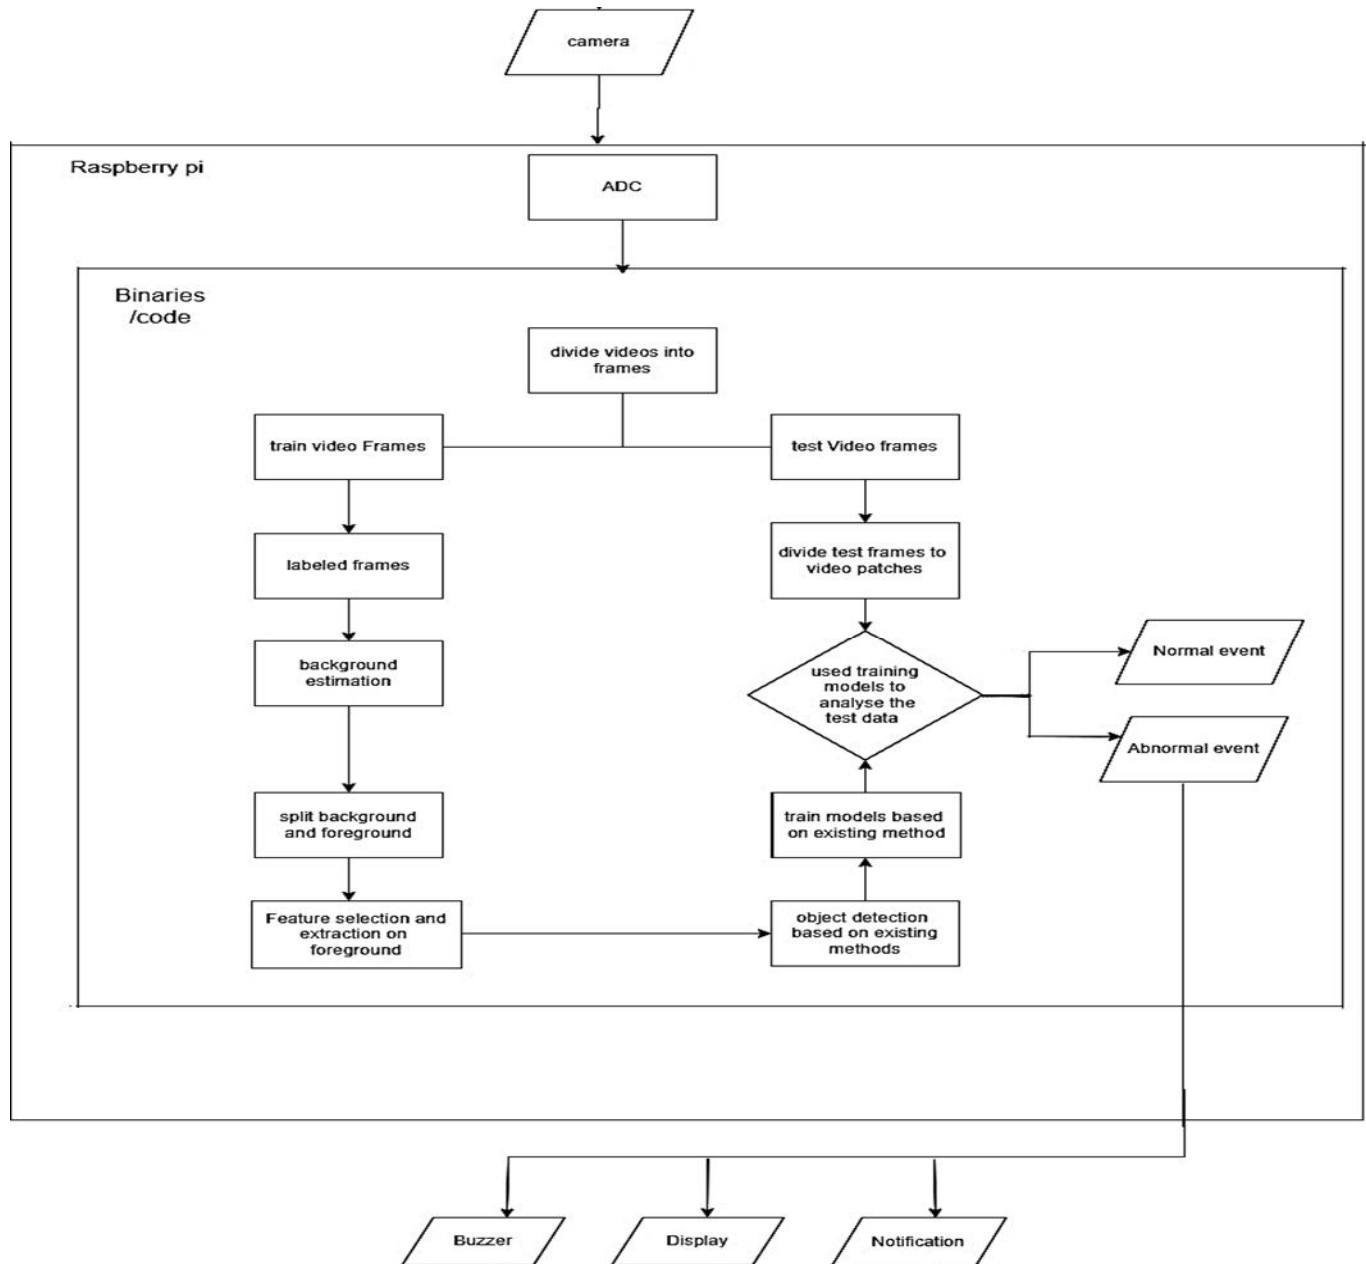 camera
Raspberry pi
ADC
Binaries
/code
divide videos into
frames
train video Frames
test Video frames
labeled frames
divide test frames to
video patches
background
estimation
used training
models to
analyse the
test data
Normal event
Abnormal event
split background
and foreground
train models based
on existing method
Feature selection and
extraction on
foreground
object detection
based on existing
methods
Buzzer
Display
Notification